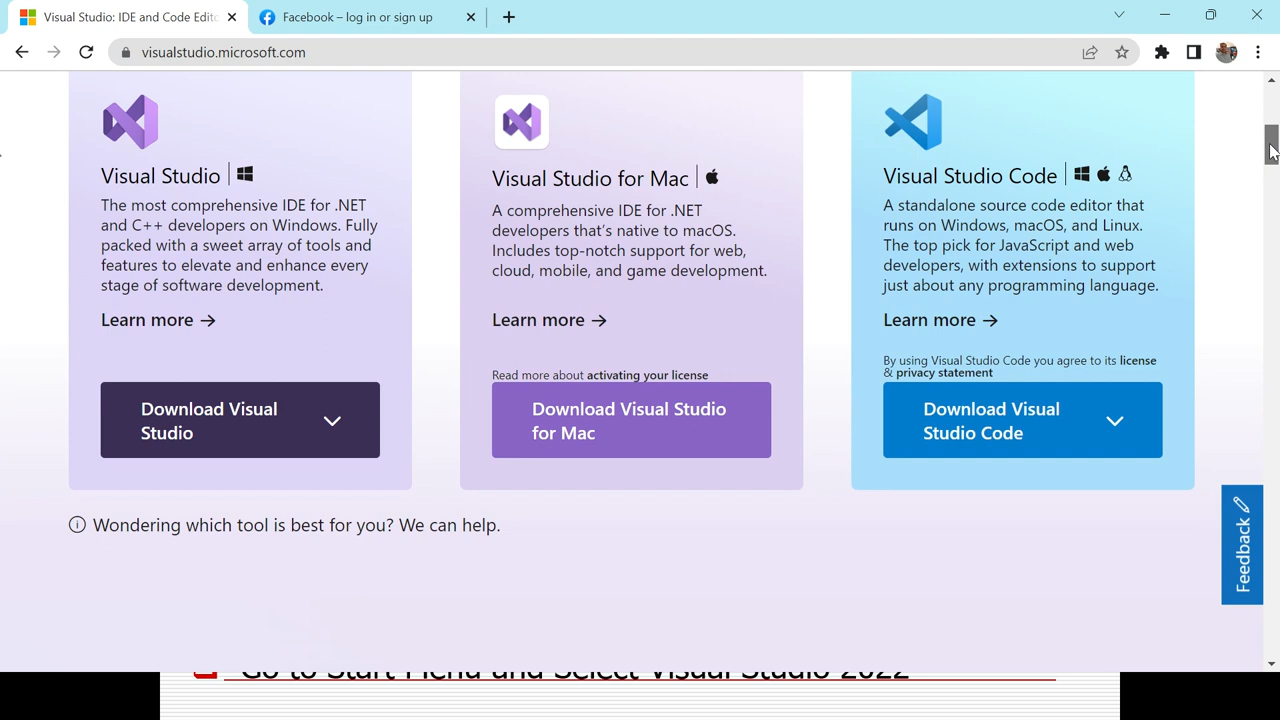 Visual Studio: IDE and Code Edito
Facebook – log in or sign up
visualstudio.microsoft.com
Visual Studio
The most comprehensive IDE for .NET
and C++ developers on Windows. Fully
packed with a sweet array of tools and
features to elevate and enhance every
stage of software development.
Learn more →
Download Visual
Studio
Visual Studio for Mac
A comprehensive IDE for .NET
developers that's native to macOS.
Includes top-notch support for web,
cloud, mobile, and game development.
Learn more →
Read more about activating your license
Download Visual Studio
for Mac
Visual Studio Code
A standalone source code editor that
runs on Windows, macOS, and Linux.
The top pick for JavaScript and web
developers, with extensions to support
just about any programming language.
Learn more →
By using Visual Studio Code you agree to its license
& privacy statement
Download Visual
Studio Code
Wondering which tool is best for you? We can help.
Feedback
Go to Start Menu and Select Visual Studio 2022